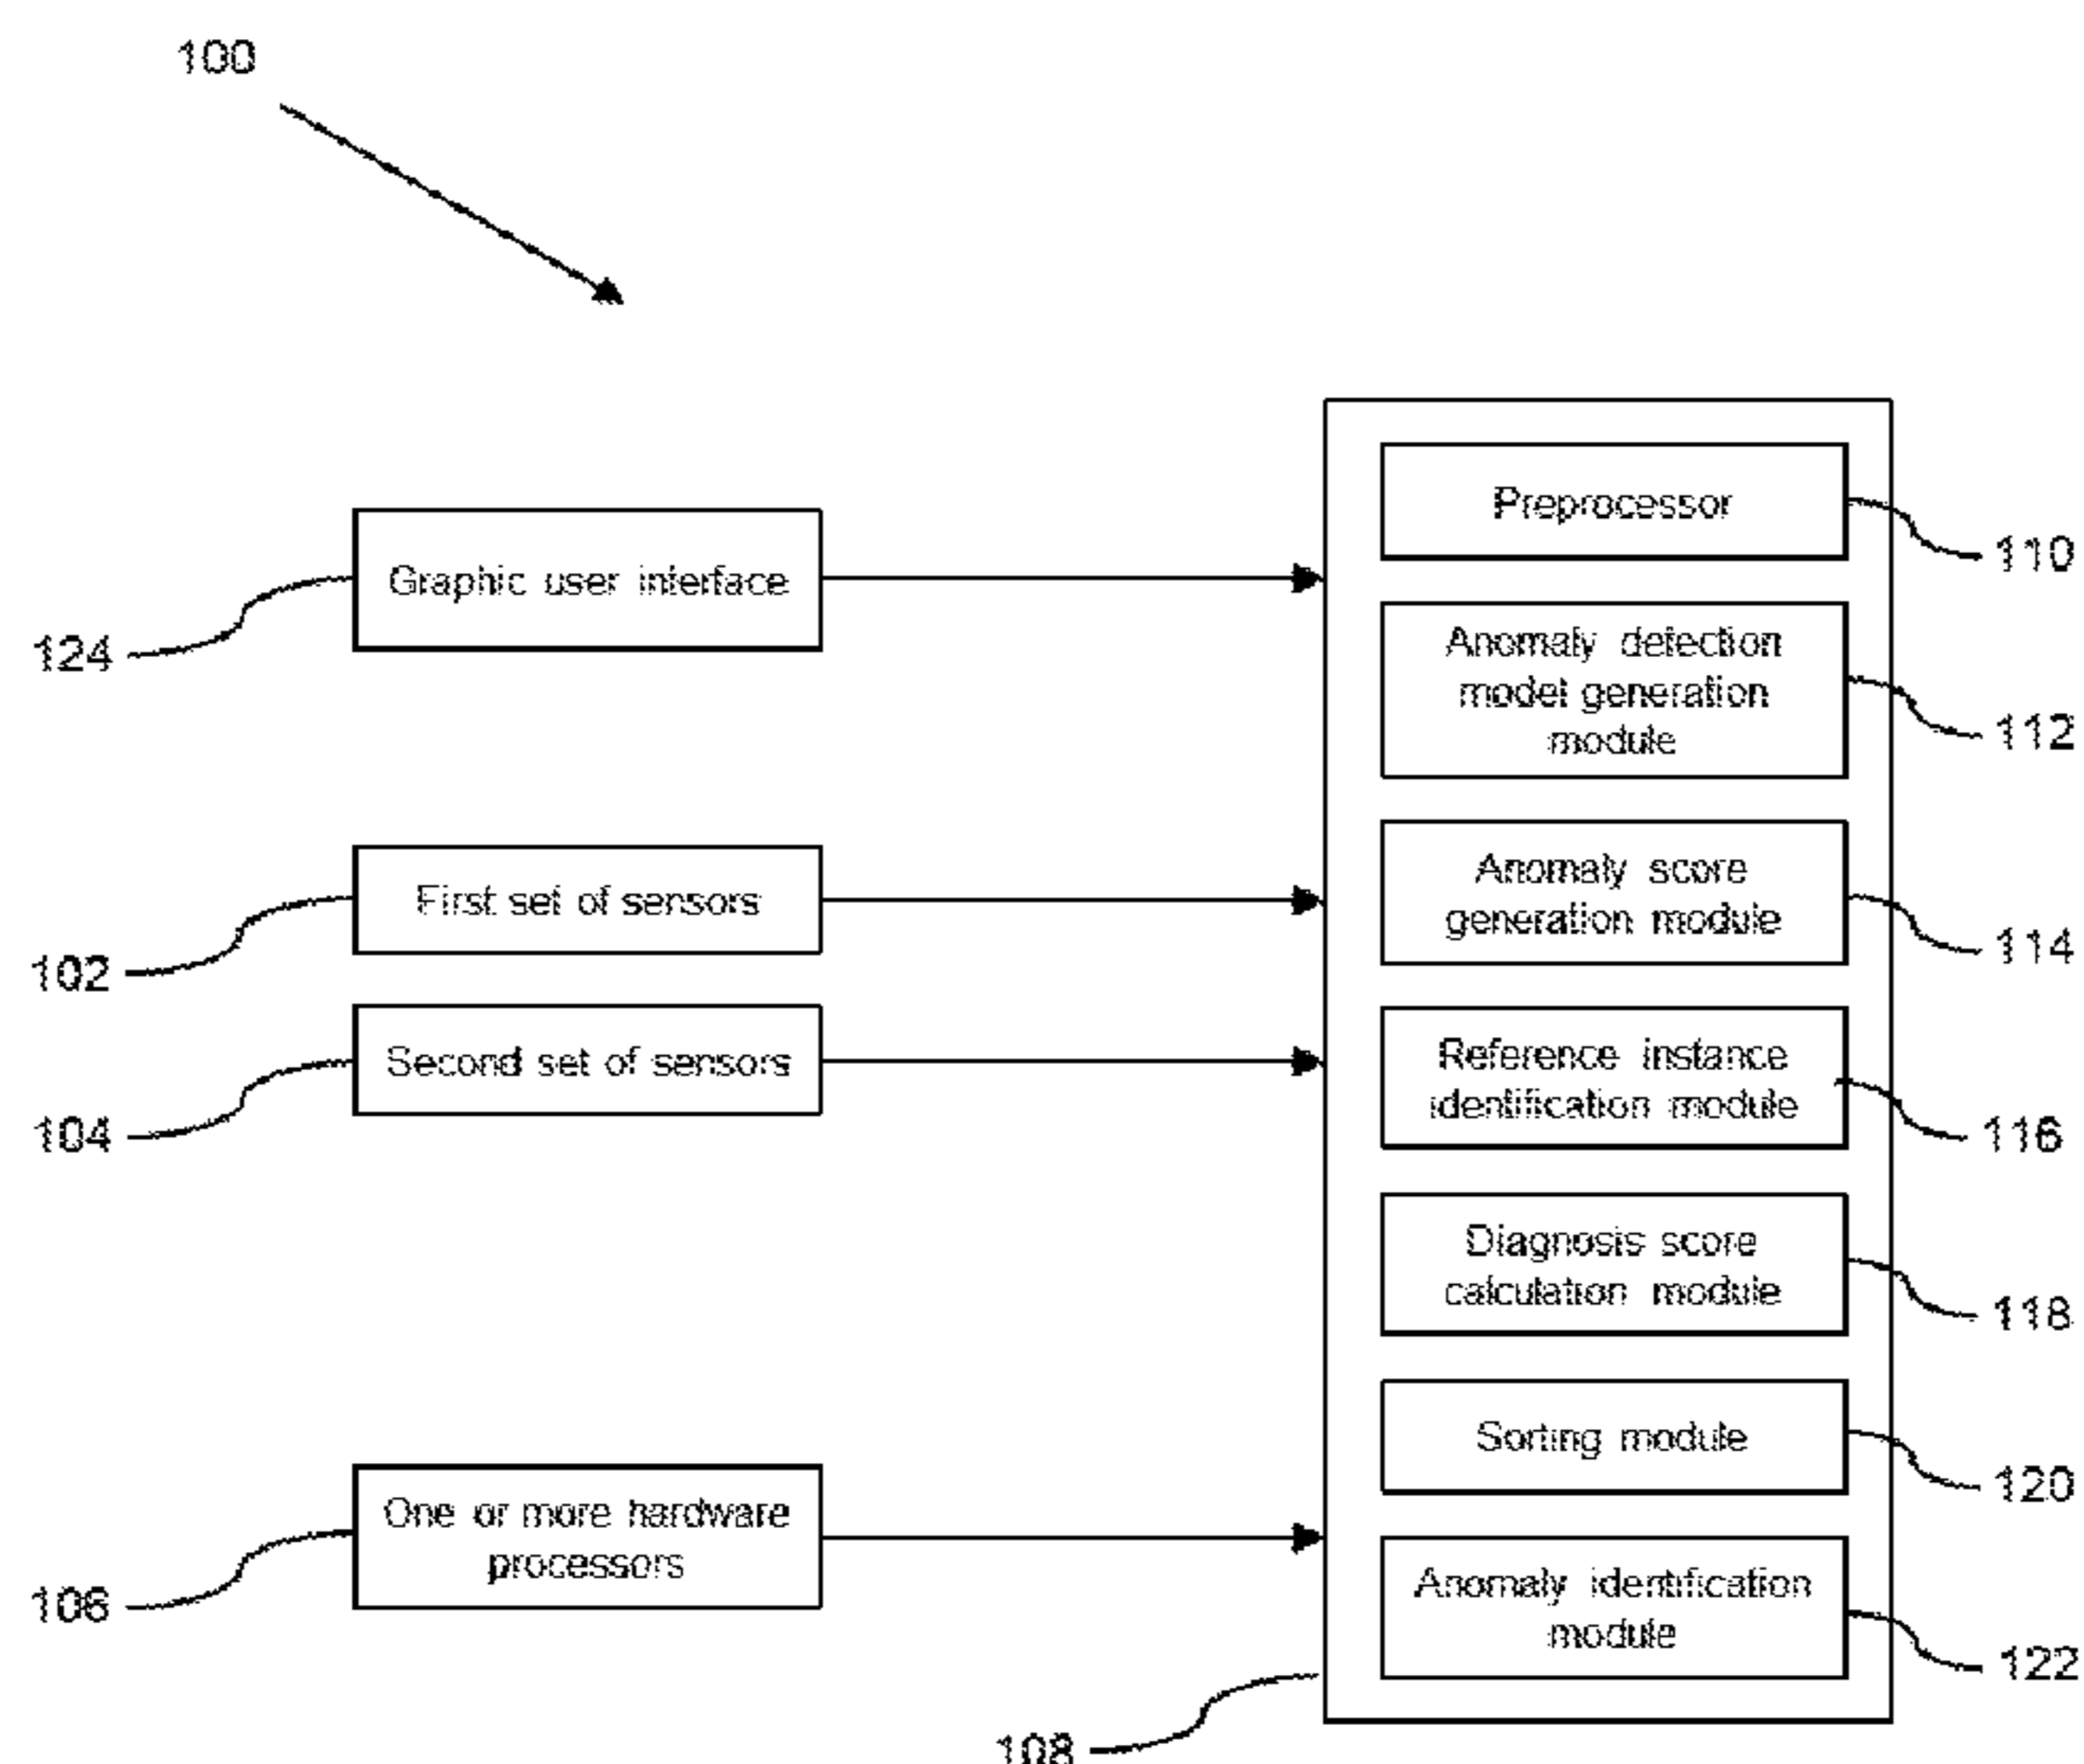 100
Graphic user interface
124
First set of sensors
102
Second set of sensors
104
One or more hardware
processors
106
Preprocessor
110
Anomaly detection
model generation
module
112
Anomaly score
generation module
114
Reference instance
identification module
116
Diagnosis score
calculation module
118
Sorting module
120
Anomaly identification
module
122
108